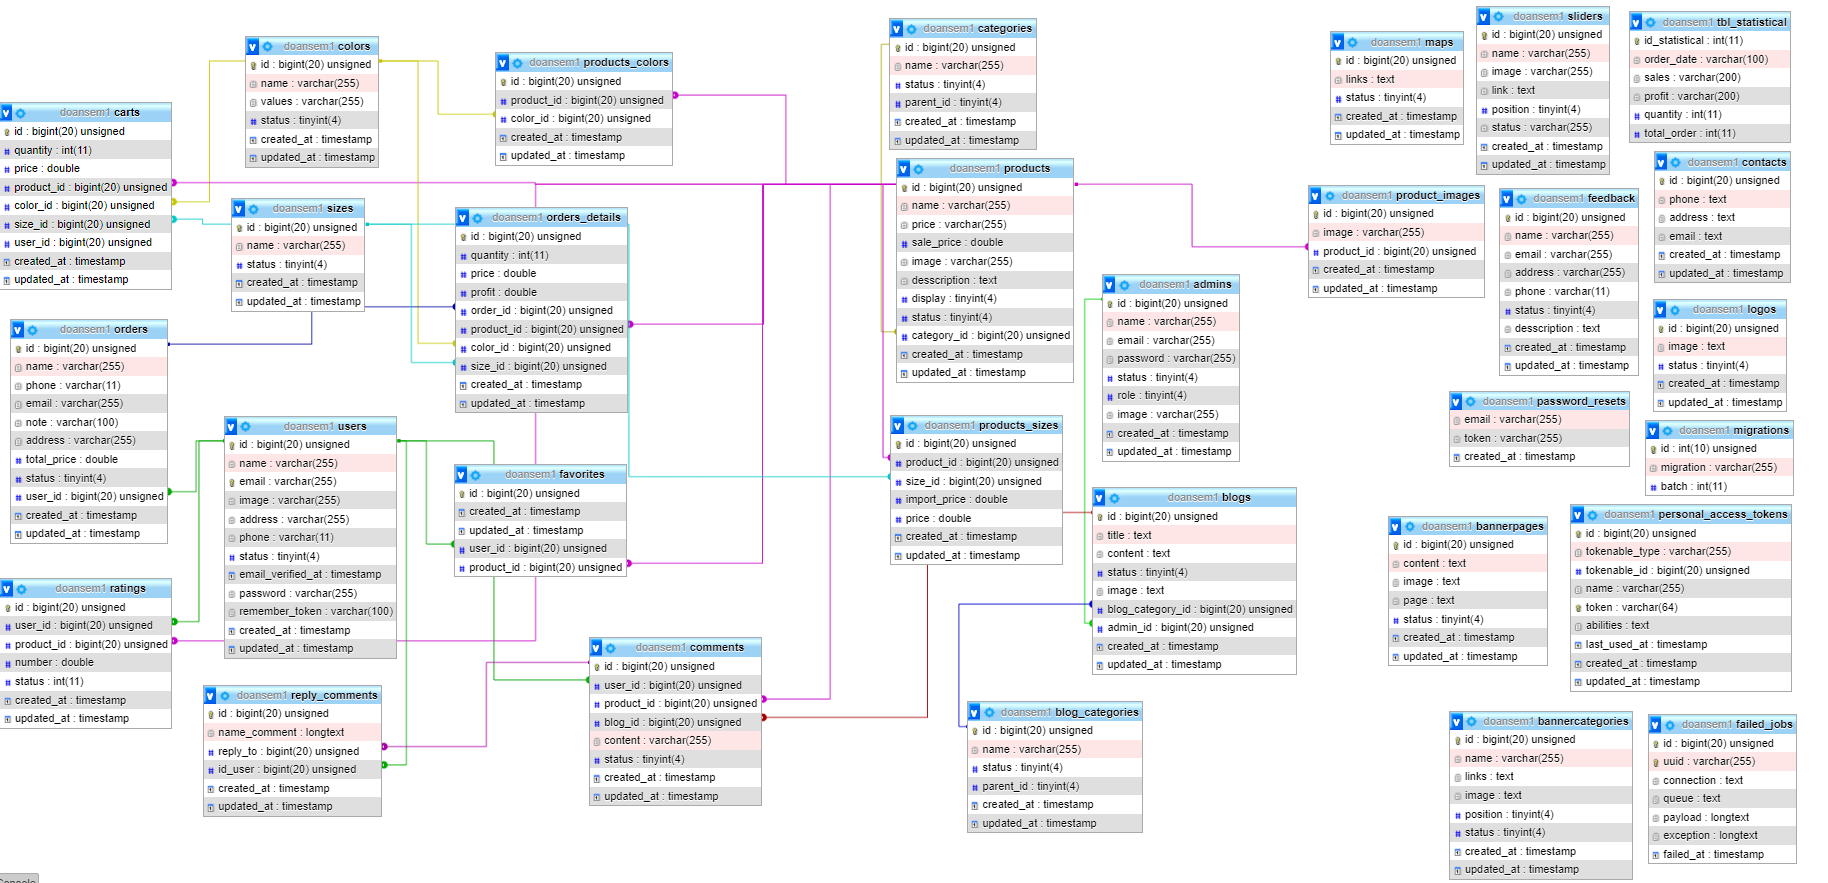 doansem1 carts
id : bigint(20) unsigned
quantity : int(11)
price : double
product_id : bigint(20) unsigned
color_id : bigint(20) unsigned
size_id : bigint(20) unsigned
user_id : bigint(20) unsigned
created_at : timestamp
updated_at : timestamp
doansem1 colors
id : bigint(20) unsigned
name : varchar(255)
values : varchar(255)
status : tinyint(4)
created_at : timestamp
updated_at : timestamp
doansem1 products_colors
id : bigint(20) unsigned
product_id : bigint(20) unsigned
color_id : bigint(20) unsigned
created_at : timestamp
updated_at : timestamp
doansem1 categories
id : bigint(20) unsigned
name : varchar(255)
status : tinyint(4)
parent_id : tinyint(4)
created_at : timestamp
updated_at : timestamp
doansem1 maps
id : bigint(20) unsigned
links : text
status : tinyint(4)
created_at : timestamp
updated_at : timestamp
doansem1 sliders
id : bigint(20) unsigned
name : varchar(255)
image : varchar(255)
link : text
position : tinyint(4)
status : varchar(255)
created_at : timestamp
updated_at : timestamp
doansem1 tbl_statistical
id_statistical : int(11)
order_date : varchar(100)
sales : varchar(200)
profit : varchar(200)
quantity : int(11)
total_order : int(11)
doansem1 sizes
id : bigint(20) unsigned
name : varchar(255)
status : tinyint(4)
created_at : timestamp
updated_at : timestamp
doansem1 orders_details
id : bigint(20) unsigned
quantity : int(11)
price : double
profit : double
order_id : bigint(20) unsigned
product_id : bigint(20) unsigned
color_id : bigint(20) unsigned
size_id : bigint(20) unsigned
created_at : timestamp
updated_at : timestamp
doansem1 products
id : bigint(20) unsigned
name : varchar(255)
price : varchar(255)
sale_price : double
image : varchar(255)
desscription : text
display : tinyint(4)
status : tinyint(4)
category_id : bigint(20) unsigned
created_at : timestamp
updated_at : timestamp
doansem1 product_images
id : bigint(20) unsigned
image : varchar(255)
product_id : bigint(20) unsigned
created_at : timestamp
updated_at : timestamp
doansem1 feedback
id : bigint(20) unsigned
name : varchar(255)
email : varchar(255)
address : varchar(255)
phone : varchar(11)
status : tinyint(4)
desscription : text
created_at : timestamp
updated_at : timestamp
doansem1 contacts
id : bigint(20) unsigned
phone : text
address : text
email : text
created_at : timestamp
updated_at : timestamp
doansem1 orders
id : bigint(20) unsigned
name : varchar(255)
phone : varchar(11)
email : varchar(255)
note : varchar(100)
address : varchar(255)
total_price : double
status : tinyint(4)
user_id : bigint(20) unsigned
created_at : timestamp
updated_at : timestamp
doansem1 admins
id : bigint(20) unsigned
name : varchar(255)
email : varchar(255)
password : varchar(255)
status : tinyint(4)
role : tinyint(4)
image : varchar(255)
created_at : timestamp
updated_at : timestamp
doansem1 logos
id : bigint(20) unsigned
image : text
status : tinyint(4)
created_at : timestamp
updated_at : timestamp
doansem1 password_resets
email : varchar(255)
token : varchar(255)
created_at : timestamp
doansem1 migrations
id : int(10) unsigned
migration : varchar(255)
batch : int(11)
doansem1 users
id : bigint(20) unsigned
name : varchar(255)
email : varchar(255)
image : varchar(255)
address : varchar(255)
phone : varchar(11)
status : tinyint(4)
email_verified_at : timestamp
password : varchar(255)
remember_token : varchar(100)
created_at : timestamp
updated_at : timestamp
doansem1 favorites
id : bigint(20) unsigned
created_at : timestamp
updated_at : timestamp
user_id : bigint(20) unsigned
product_id : bigint(20) unsigned
doansem1 products_sizes
id : bigint(20) unsigned
product_id : bigint(20) unsigned
size_id : bigint(20) unsigned
import_price : double
price : double
created_at : timestamp
updated_at : timestamp
doansem1 blogs
id : bigint(20) unsigned
title : text
content : text
status : tinyint(4)
image : text
blog_category_id : bigint(20) unsigned
admin_id : bigint(20) unsigned
created_at : timestamp
updated_at : timestamp
doansem1 bannerpages
id : bigint(20) unsigned
content : text
image : text
page : text
status : tinyint(4)
created_at : timestamp
updated_at : timestamp
doansem1 personal_access_tokens
id : bigint(20) unsigned
tokenable_type : varchar(255)
tokenable_id : bigint(20) unsigned
name : varchar(255)
token : varchar(64)
abilities : text
last_used_at : timestamp
created_at : timestamp
updated_at : timestamp
doansem1 ratings
id : bigint(20) unsigned
user_id : bigint(20) unsigned
product_id : bigint(20) unsigned
number : double
status : int(11)
created_at : timestamp
updated_at : timestamp
doansem1 reply_comments
id : bigint(20) unsigned
name_comment : longtext
reply_to : bigint(20) unsigned
id_user : bigint(20) unsigned
created_at : timestamp
updated_at : timestamp
doansem1 comments
id : bigint(20) unsigned
user_id : bigint(20) unsigned
product_id : bigint(20) unsigned
blog_id : bigint(20) unsigned
content : varchar(255)
status : tinyint(4)
created_at : timestamp
updated_at : timestamp
doansem1 blog_categories
id : bigint(20) unsigned
name : varchar(255)
status : tinyint(4)
parent_id : tinyint(4)
created_at : timestamp
updated_at : timestamp
doansem1 bannercategories
id : bigint(20) unsigned
name : varchar(255)
links : text
image : text
position : tinyint(4)
status : tinyint(4)
created_at : timestamp
updated_at : timestamp
doansem1 failed_jobs
id : bigint(20) unsigned
uuid : varchar(255)
connection : text
queue : text
payload : longtext
exception : longtext
failed_at : timestamp
Console